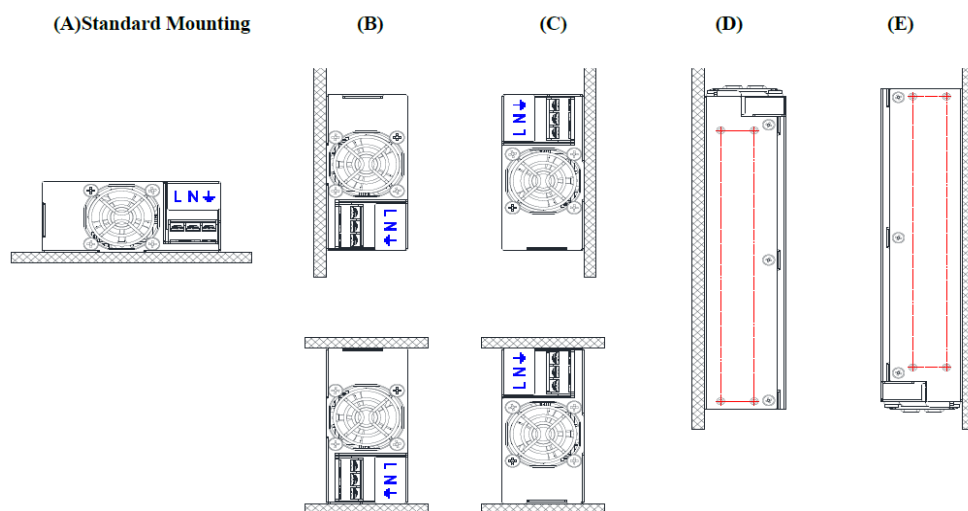 (A)Standard Mounting
(B)
(C)
(D)
(E)
L N ⏚
L N ⏚
L N ⏚
L N ⏚
L N ⏚